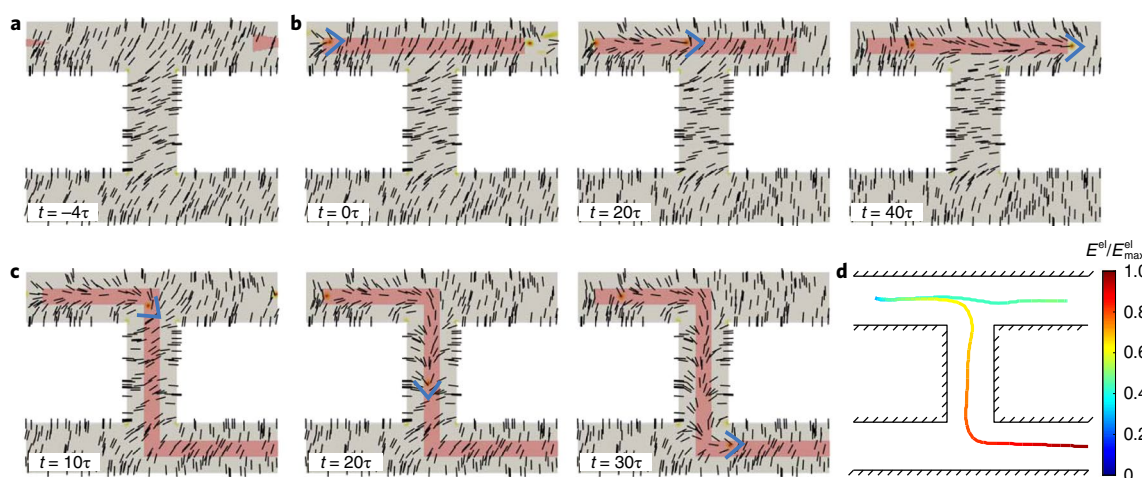 a
b
t = −4τ
t = 0τ
t = 20τ
t = 40τ
c
d
E^el/E^el_max
t = 10τ
t = 20τ
t = 30τ
1.0
0.8
0.6
0.4
0.2
0